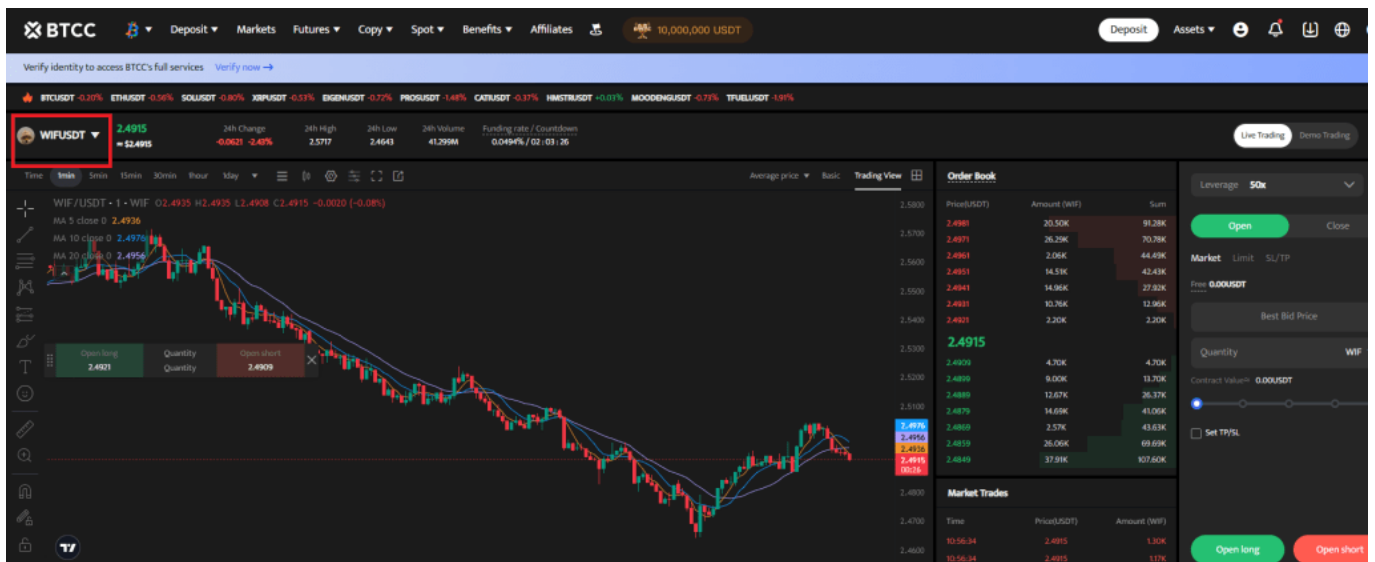 BTCC Deposit Markets Futures Copy Spot Benefits Affiliates 10,000,000 USDT Deposit Assets
Verify identity to access BTCC's full services Verify now →
BTCUSDT -0.20% ETHUSDT -0.56% SOLUSDT -0.80% XRPUSDT -0.53% EIGENUSDT -0.72% PROSUSDT -1.48% CATIUSDT -0.37% HMSTRUSDT +0.03% MOODENGUSDT -0.73% TFUELUSDT -1.91%
WIFUSDT
2.4915
≈ $2.4915
24h Change
-0.0621 -2.43%
24h High
2.5717
24h Low
2.4643
24h Volume
41.299M
Funding rate / Countdown
0.0494% / 02:03:26
Live Trading Demo Trading
Time 1min 5min 15min 30min 1hour 1day Average price Basic Trading View
WIF/USDT • 1 • WIF O2.4935 H2.4935 L2.4908 C2.4915 -0.0020 (-0.08%)
MA 5 close 0 2.4936
MA 10 close 0 2.4976
MA 20 close 0 2.4956
Open long
2.4921
Quantity
Quantity
Open short
2.4909
2.5800
2.5700
2.5600
2.5500
2.5400
2.5300
2.5200
2.5100
2.4976
2.4956
2.4936
2.4915
00:26
2.4800
2.4700
2.4600
Order Book
Price(USDT) Amount (WIF) Sum
2.4981 20.50K 91.28K
2.4971 26.29K 70.78K
2.4961 2.06K 44.49K
2.4951 14.51K 42.43K
2.4941 14.96K 27.92K
2.4931 10.76K 12.96K
2.4921 2.20K 2.20K
2.4915
2.4909 4.70K 4.70K
2.4899 9.00K 13.70K
2.4889 12.67K 26.37K
2.4879 14.69K 41.06K
2.4869 2.57K 43.63K
2.4859 26.06K 69.69K
2.4849 37.91K 107.60K
Market Trades
Time Price(USDT) Amount (WIF)
10:56:34 2.4915 1.30K
10:56:34 2.4915 1.17K
Leverage 50x
Open Close
Market Limit SL/TP
Free 0.00USDT
Best Bid Price
Quantity WIF
Contract Value≈ 0.00USDT
Set TP/SL
Open long Open short